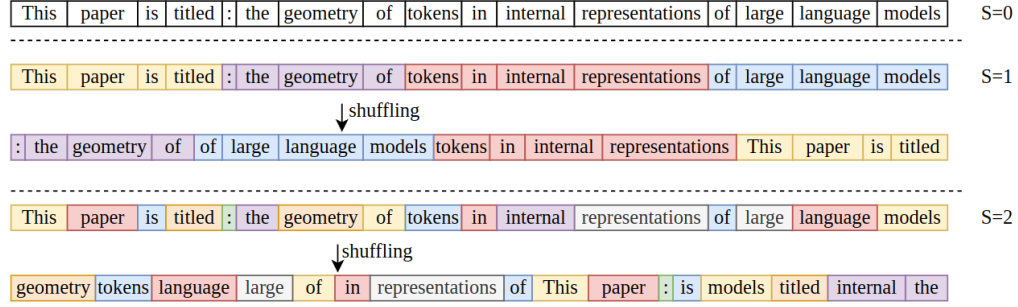 This paper is titled : the geometry of tokens in internal representations of large language models S=0
This paper is titled : the geometry of tokens in internal representations of large language models S=1
shuffling
: the geometry of of large language models tokens in internal representations This paper is titled
This paper is titled : the geometry of tokens in internal representations of large language models S=2
shuffling
geometry tokens language large of in representations of This paper : is models titled internal the